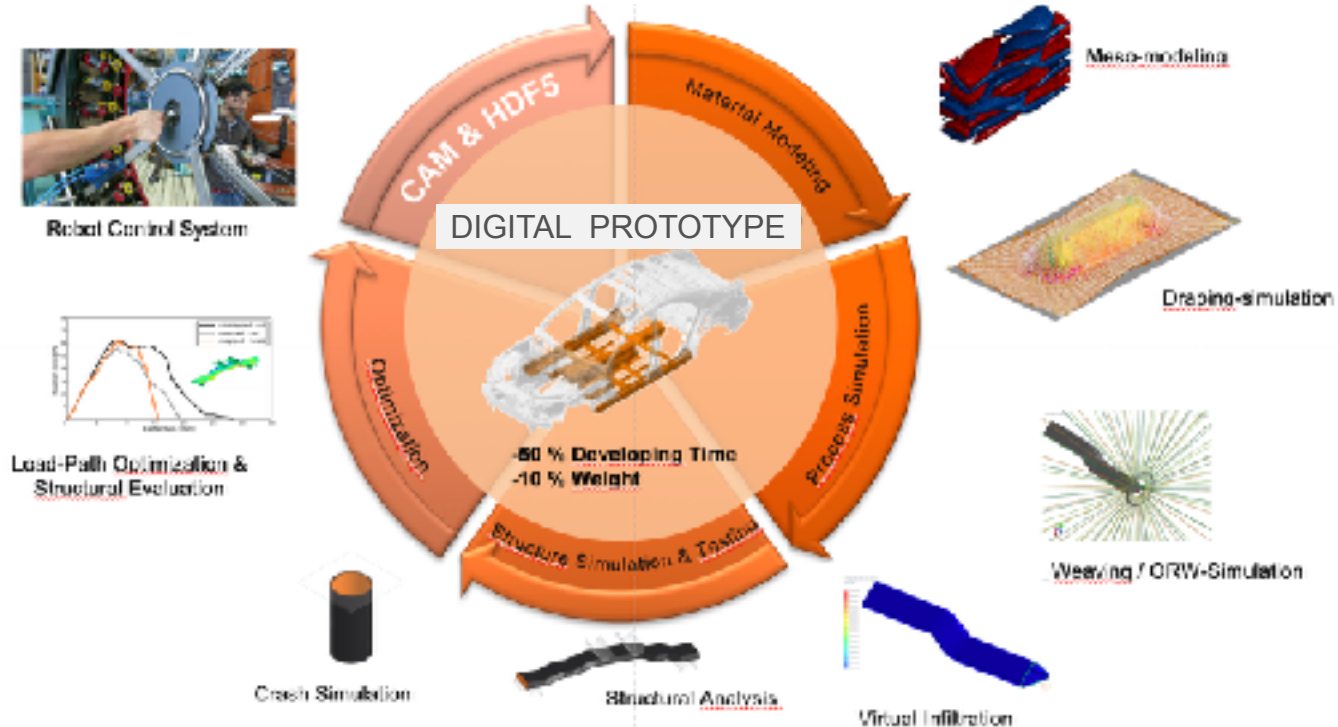 CAM & HDF5
Material Modeling
Meso-modeling
Robot Control System
DIGITAL PROTOTYPE
Draping-simulation
Optimization
Process Simulation
Load-Path Optimization &
Structural Evaluation
-50 % Developing Time
-10 % Weight
Structure Simulation & Testing
Weaving / ORW-Simulation
Crash Simulation
Structural Analysis
Virtual Infiltration